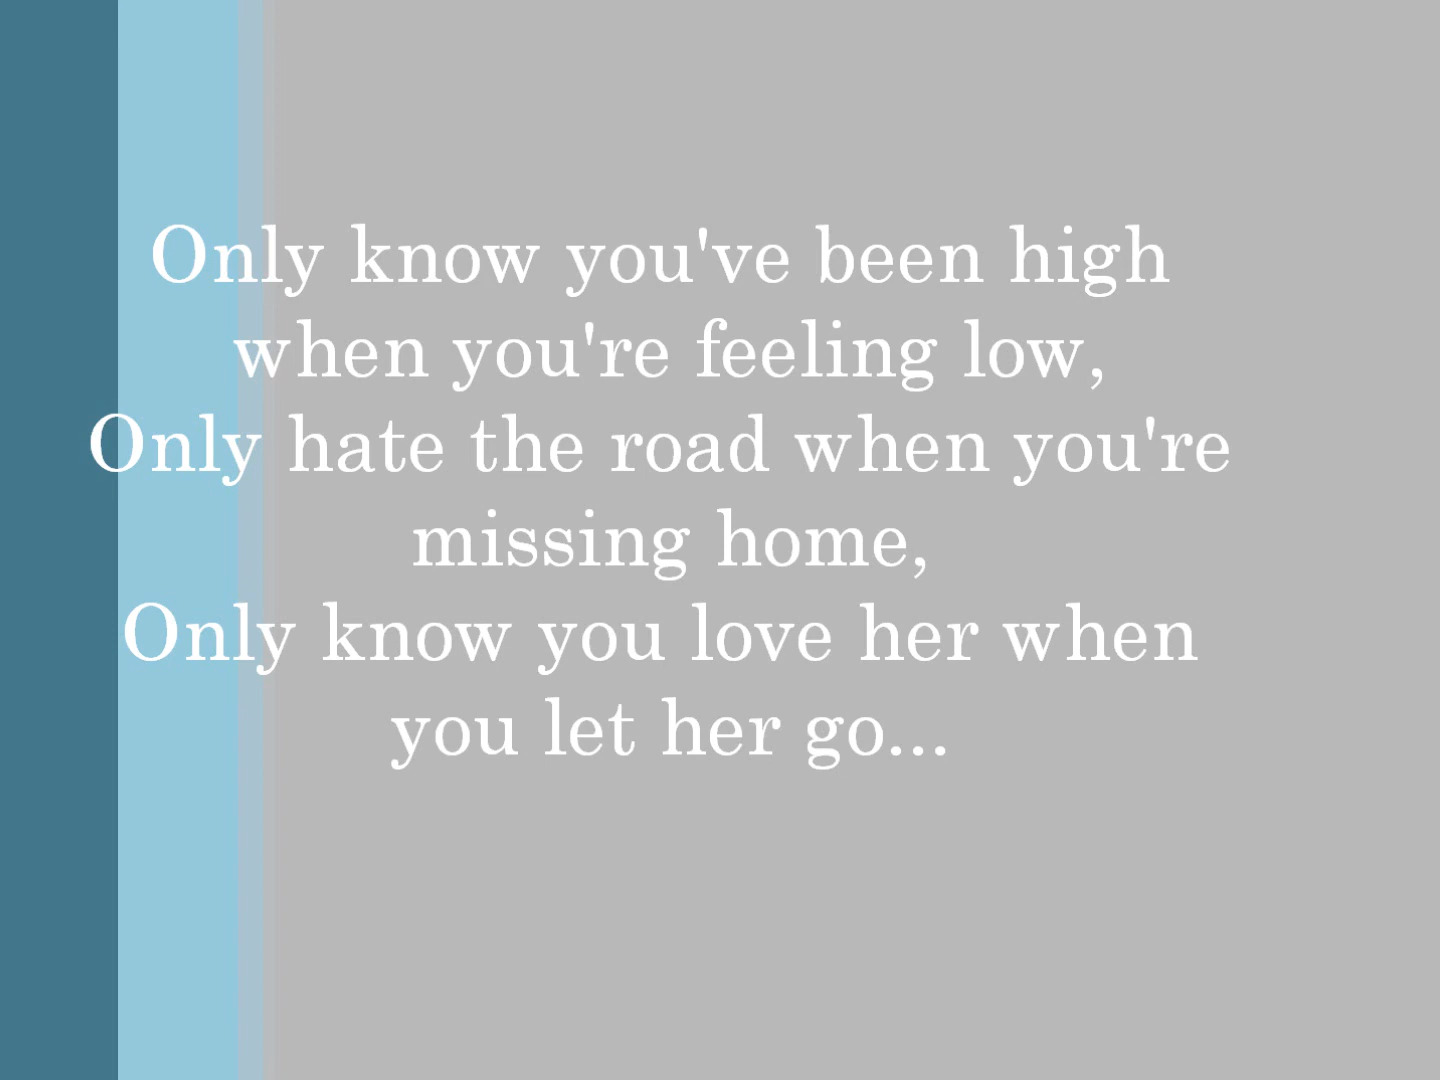 Only know you've been high
when you're feeling low,
Only hate the road when you're
missing home,
Only know you love her when
you let her go...